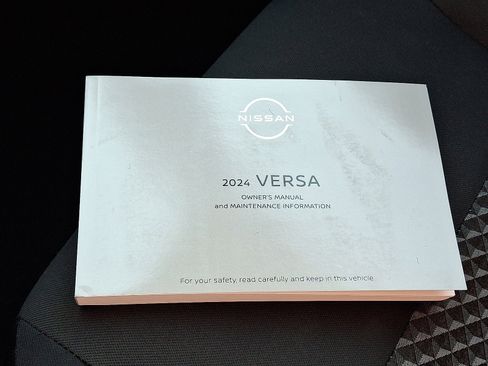 NISSAN
2024 VERSA
OWNER'S MANUAL
and MAINTENANCE INFORMATION
For your safety, read carefully and keep in this vehicle.